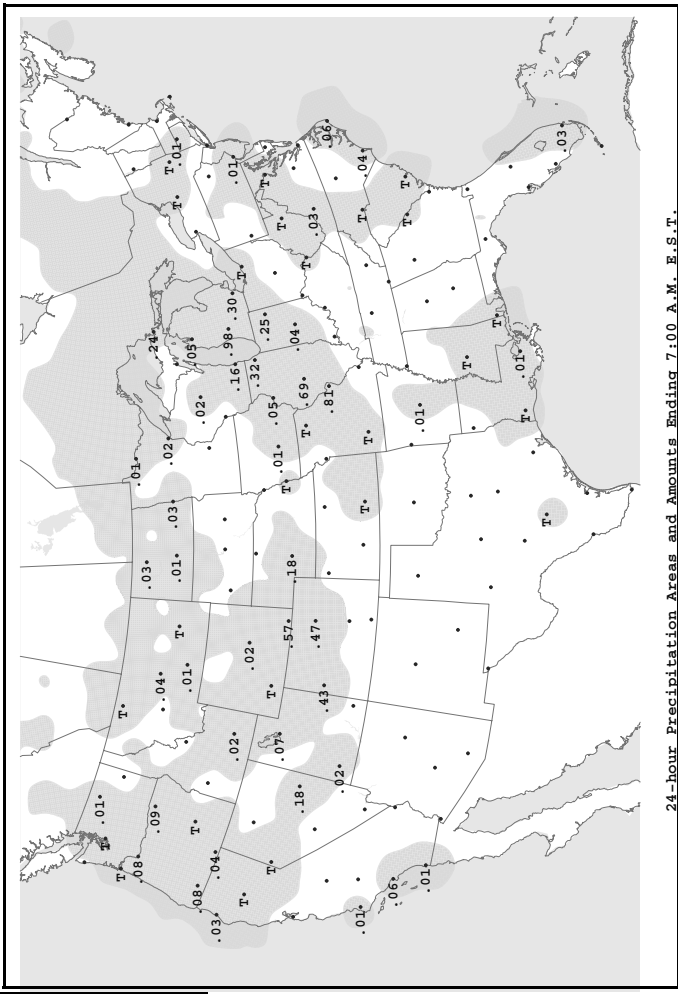 .01
T
T
T
.01
.08
.03
.24
.09
.04
.02
T
.03
.01
.01
T
T
.01
.05
T
.08
.02
.04
.03
.98
.30
.01
.02
.16
T
T
.02
.32
.25
T
T
T
.05
.01
.07
T
T
.57
.18
.04
.18
.69
T
T
.03
.47
.43
.81
.06
.02
.01
T
.04
T
T
.06
T
T
.01
.01
T
T
.01
T
T
.03
24-hour Precipitation Areas and Amounts Ending 7:00 A.M. E.S.T.